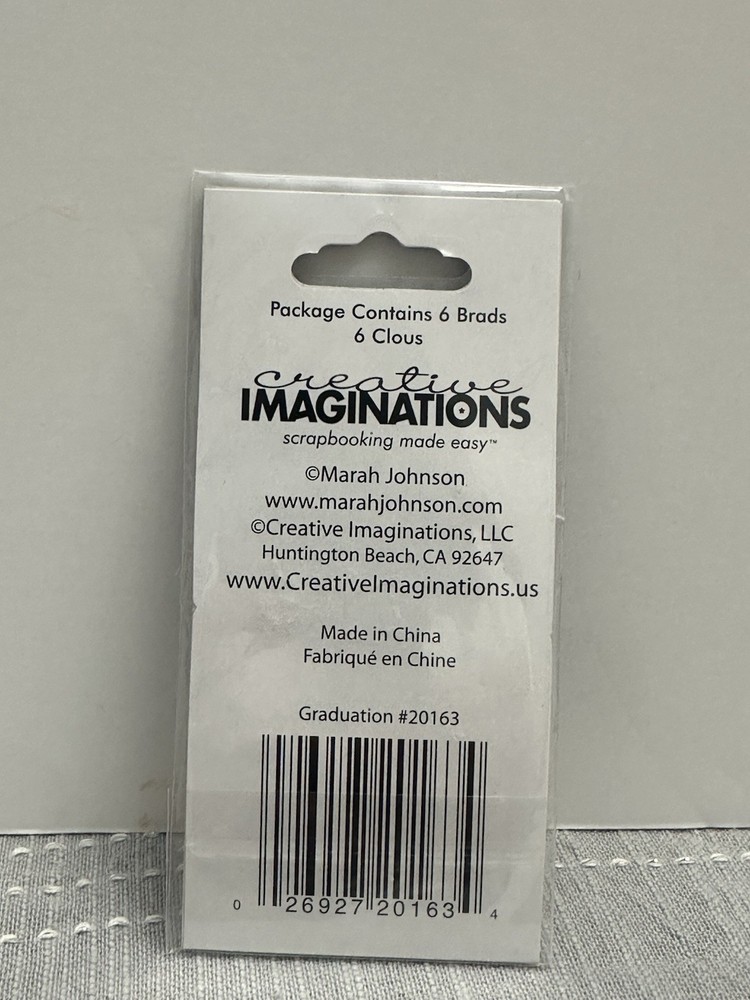 Package Contains 6 Brads
6 Clous
creative
IMAGINATIONS
scrapbooking made easy™
©Marah Johnson
www.marahjohnson.com
©Creative Imaginations, LLC
Huntington Beach, CA 92647
www.CreativeImaginations.us
Made in China
Fabriqué en Chine
Graduation #20163
0 26927 20163 4